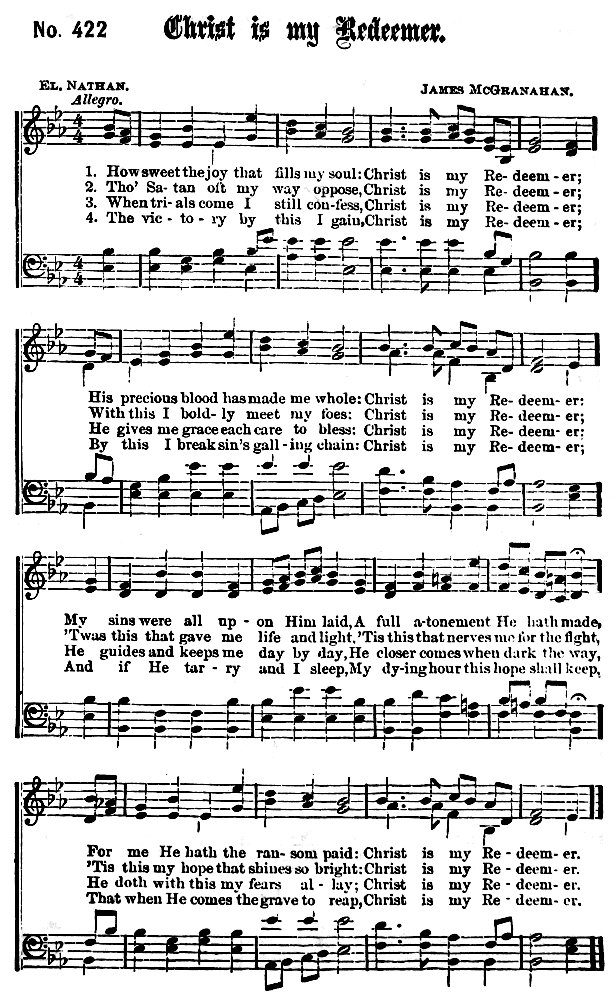 No. 422 Christ is my Redeemer.
EL. NATHAN. JAMES MCGRANAHAN.
Allegro.
1. How sweet the joy that fills my soul: Christ is my Re- deem - er;
2. Tho' Sa- tan oft my way oppose, Christ is my Re- deem - er;
3. When tri- als come I still con- fess, Christ is my Re- deem - er;
4. The vic - to - ry by this I gain, Christ is my Re- deem - er;
His precious blood has made me whole: Christ is my Re- deem- er:
With this I bold- ly meet my foes: Christ is my Re- deem- er;
He gives me grace each care to bless: Christ is my Re- deem- er;
By this I break sin's gall - ing chain: Christ is my Re- deem- er;
My sins were all up - on Him laid, A full a-tonement He hath made,
'Twas this that gave me life and light, 'Tis this that nerves me for the fight,
He guides and keeps me day by day, He closer comes when dark the way,
And if He tar - ry and I sleep, My dy-ing hour this hope shall keep,
For me He hath the ran- som paid: Christ is my Re - deem- er.
'Tis this my hope that shines so bright: Christ is my Re - deem- er.
He doth with this my fears al - lay; Christ is my Re - deem- er.
That when He comes the grave to reap, Christ is my Re - deem- er.